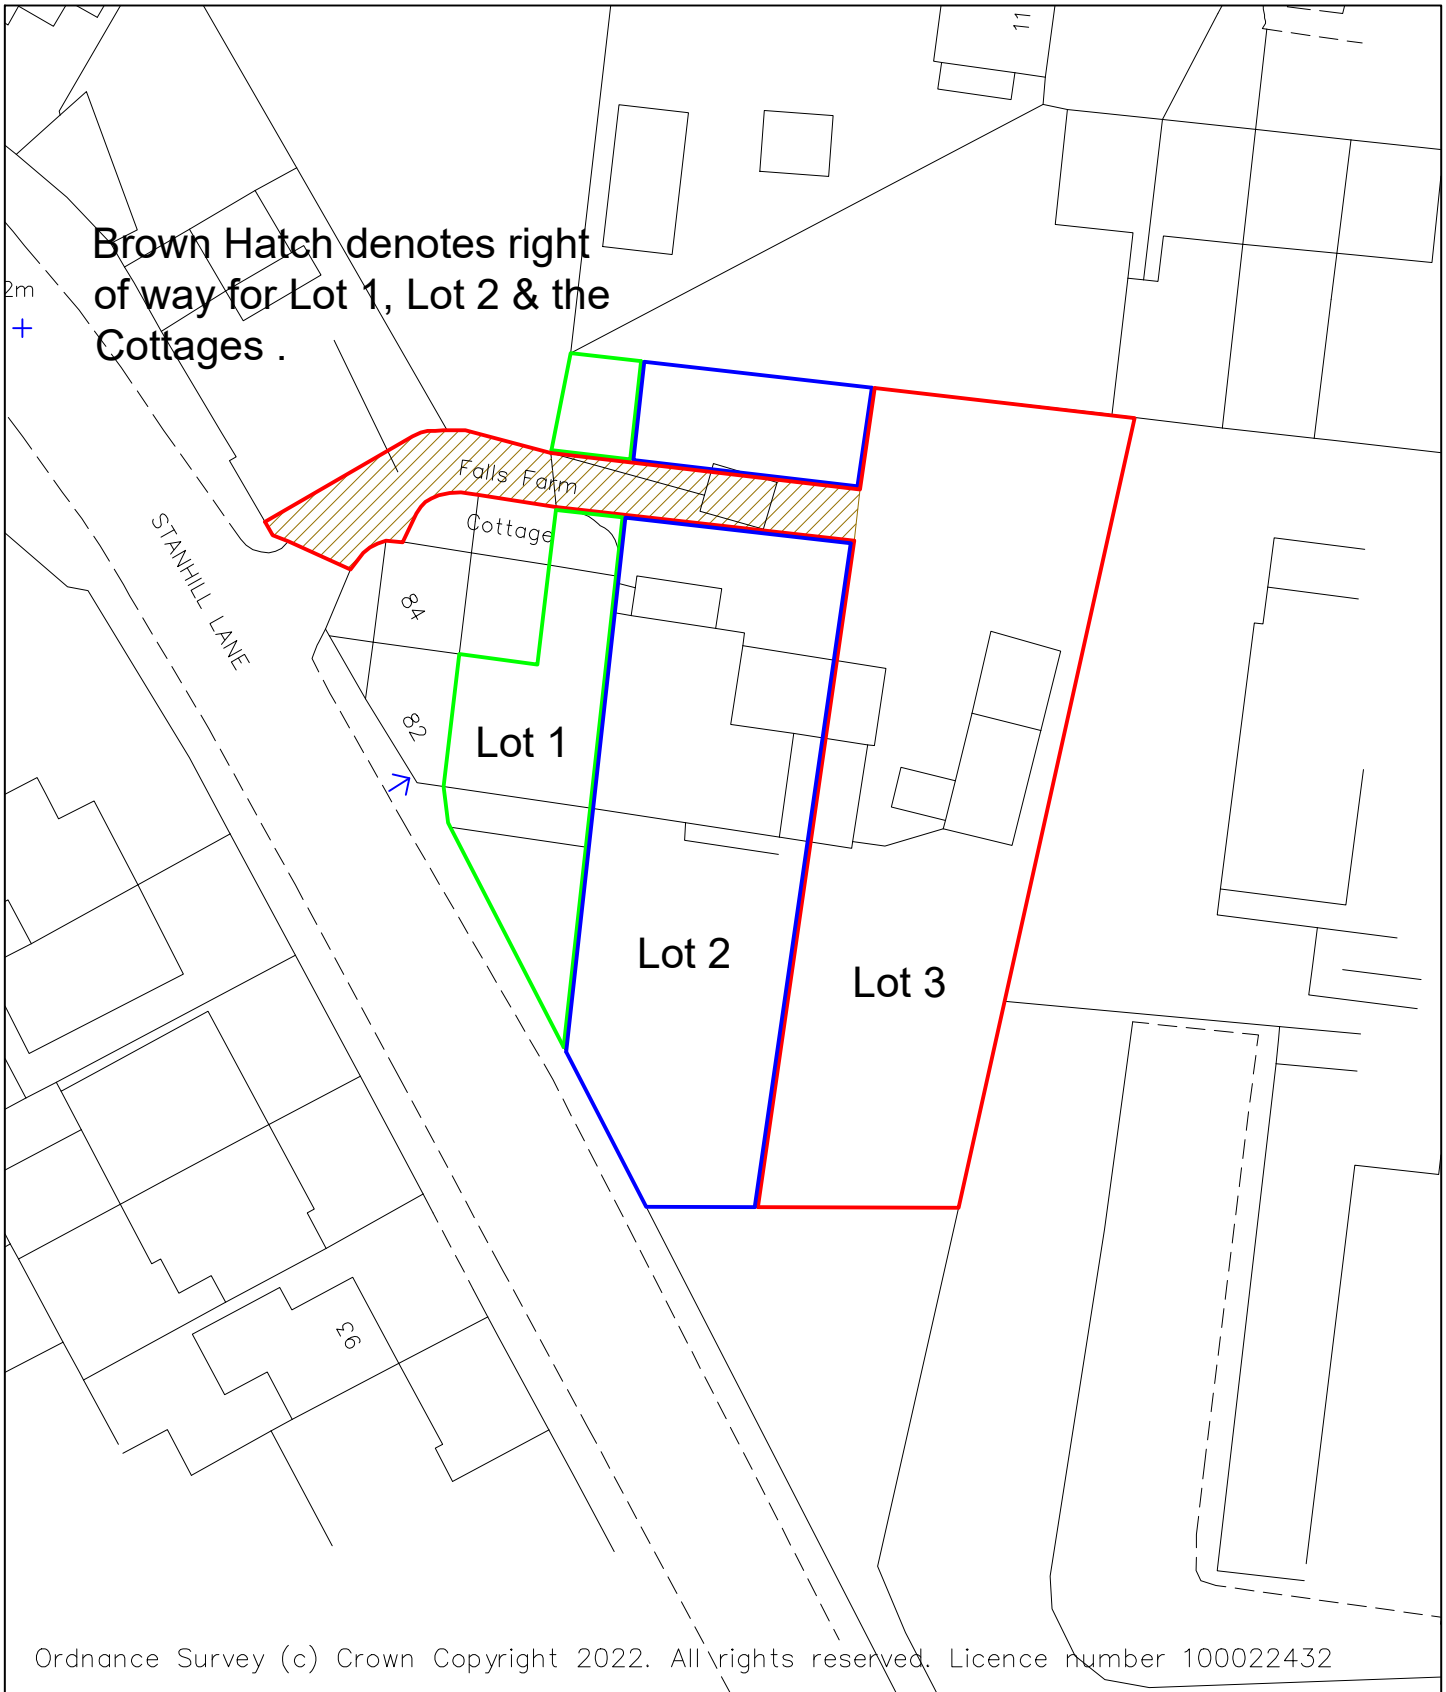 11
Brown Hatch denotes right
of way for Lot 1, Lot 2 & the
Cottages .
2m
Falls Farm
Cottage
STANHILL LANE
84
82
Lot 1
Lot 2
Lot 3
93
Ordnance Survey (c) Crown Copyright 2022. All rights reserved. Licence number 100022432